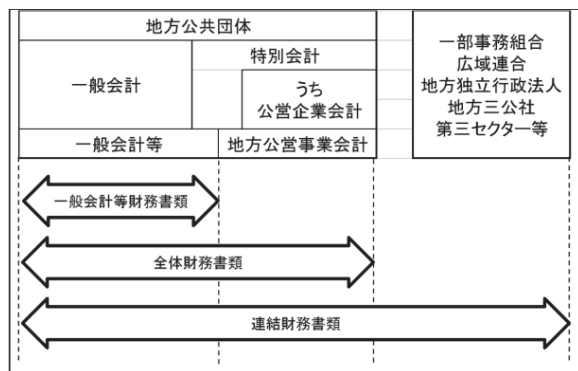 地方公共団体
一般会計
特別会計
うち
公営企業会計
一般会計等
地方公営事業会計
一部事務組合
広域連合
地方独立行政法人
地方三公社
第三セクター等
一般会計等財務書類
全体財務書類
連結財務書類